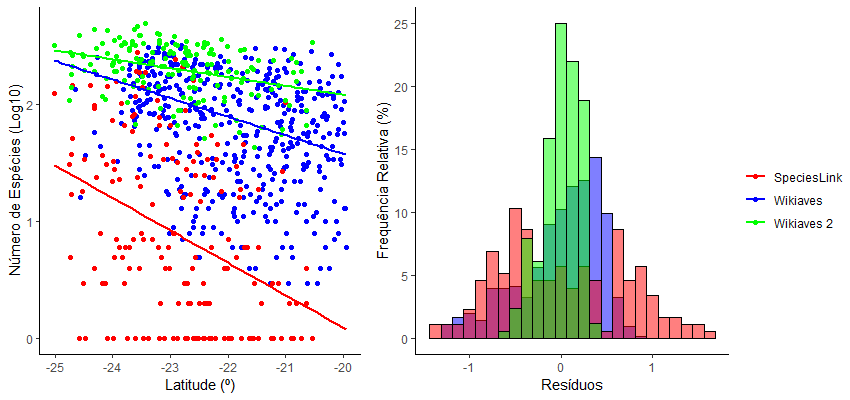 Número de Espécies (Log10)
2
1
0
-25
-24
-23
-22
-21
-20
Latitude (º)
Frequência Relativa (%)
25
20
15
10
5
0
-1
0
1
Resíduos
SpeciesLink
Wikiaves
Wikiaves 2